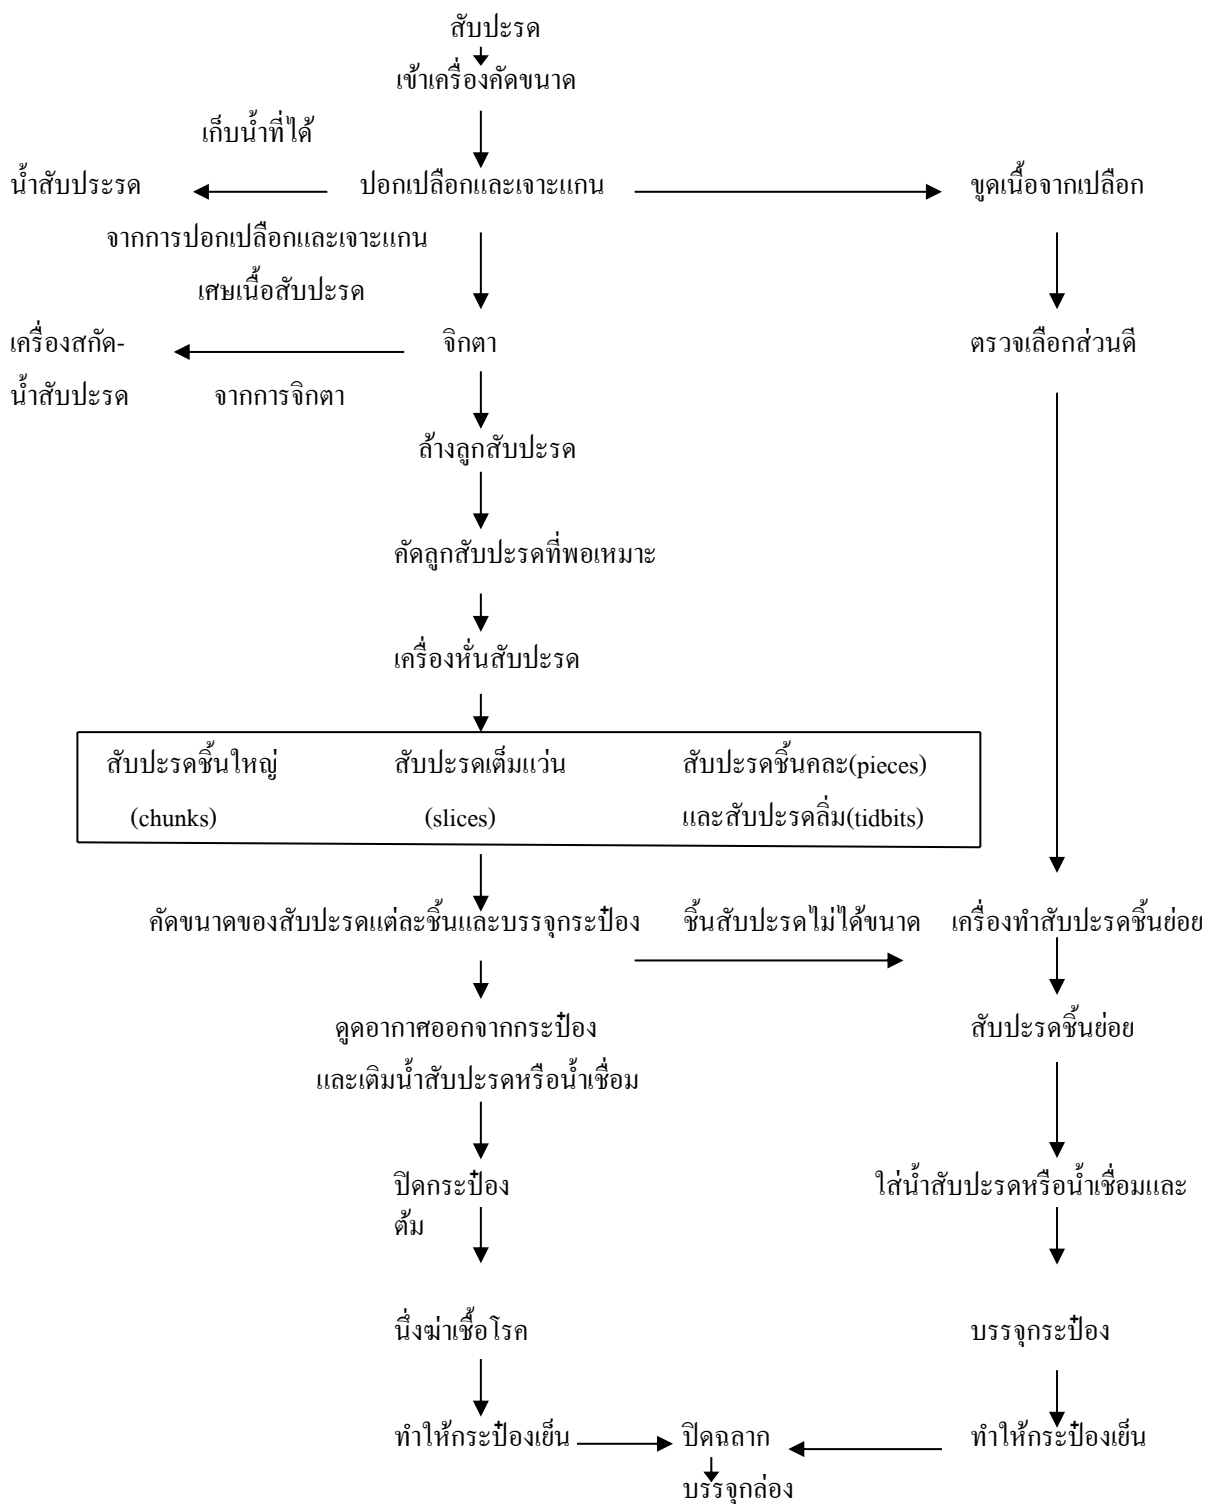 สับปะรด
เข้าเครื่องคัดขนาด
เก็บน้ำที่ได้
น้ำสับประรด ปอกเปลือกและเจาะแกน ขูดเนื้อจากเปลือก
จากการปอกเปลือกและเจาะแกน
เศษเนื้อสับปะรด
เครื่องสกัด- จิกตา ตรวจเลือกส่วนดี
น้ำสับปะรด จากการจิกตา
ล้างลูกสับปะรด
คัดลูกสับปะรดที่พอเหมาะ
เครื่องหั่นสับปะรด
สับปะรดชิ้นใหญ่ สับปะรดเต็มแว่น สับปะรดชิ้นคละ(pieces)
(chunks) (slices) และสับปะรดลิ่ม(tidbits)
คัดขนาดของสับปะรดแต่ละชิ้นและบรรจุกระป๋อง ชิ้นสับปะรดไม่ได้ขนาด เครื่องทำสับปะรดชิ้นย่อย
ดูดอากาศออกจากกระป๋อง สับปะรดชิ้นย่อย
และเติมน้ำสับปะรดหรือน้ำเชื่อม
ปิดกระป๋อง ใส่น้ำสับปะรดหรือน้ำเชื่อมและ
ต้ม
นึ่งฆ่าเชื้อโรค บรรจุกระป๋อง
ทำให้กระป๋องเย็น ปิดฉลาก ทำให้กระป๋องเย็น
บรรจุกล่อง